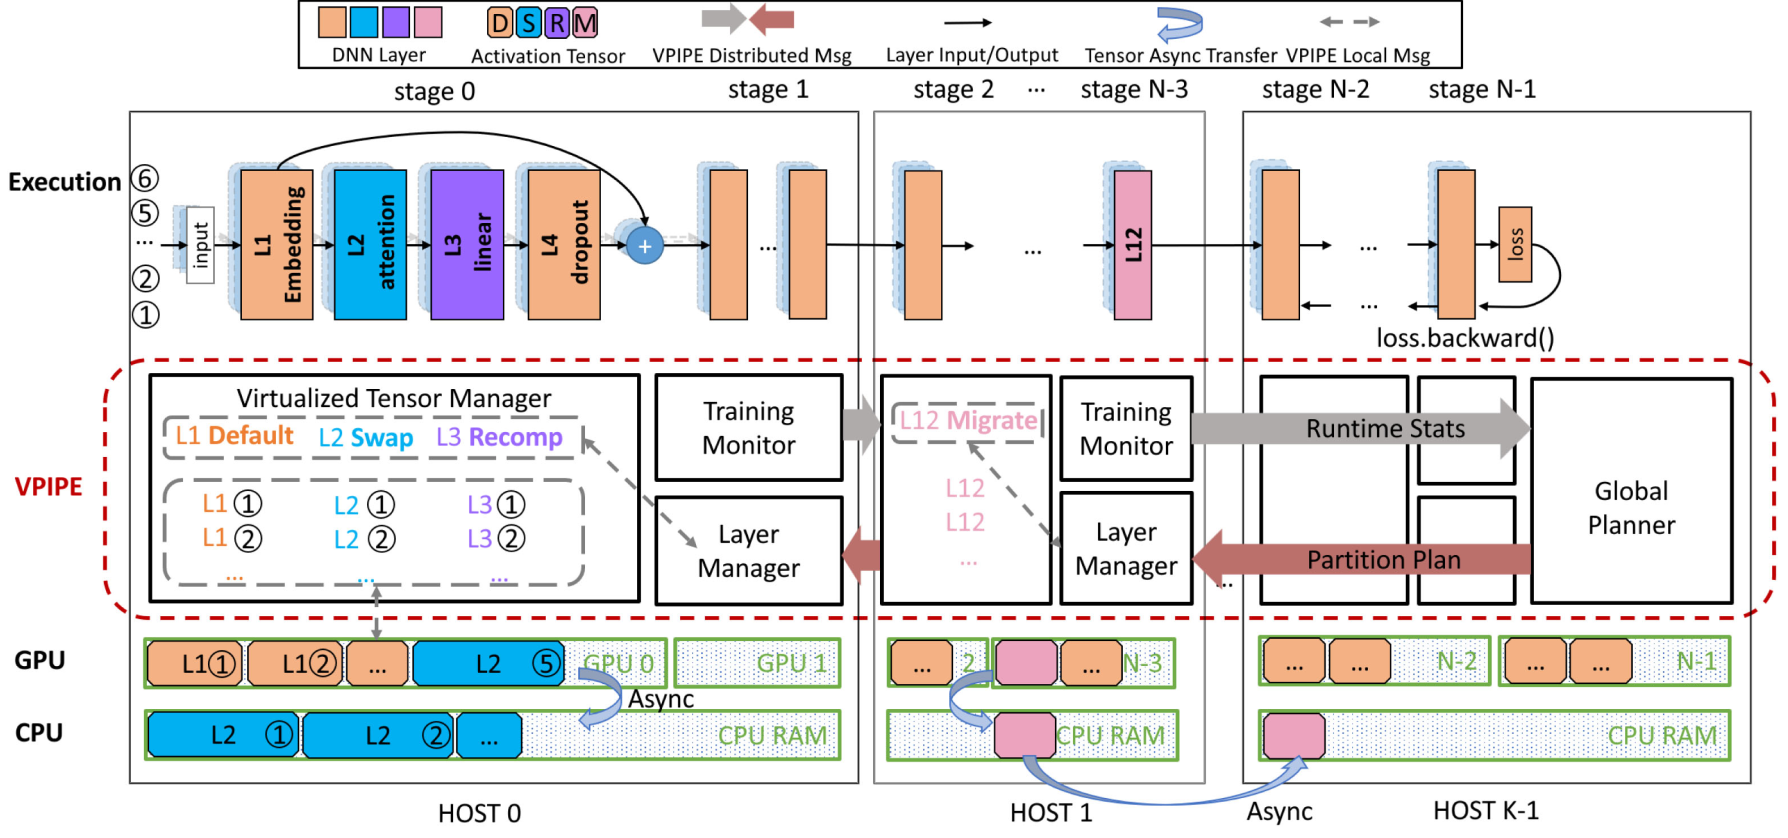 D S R M
DNN Layer
Activation Tensor
VPIPE Distributed Msg
Layer Input/Output
Tensor Async Transfer
VPIPE Local Msg
stage 0
stage 1
stage 2
...
stage N-3
stage N-2
stage N-1
Execution
⑥
⑤
...
②
①
input
L1
Embedding
L2
attention
L3
linear
L4
dropout
+
...
...
L12
...
...
loss
loss.backward()
VPIPE
Virtualized Tensor Manager
L1 Default
L2 Swap
L3 Recomp
L1 ①
L2 ①
L3 ①
L1 ②
L2 ②
L3 ②
...
...
...
Training
Monitor
Layer
Manager
L12 Migrate
L12
L12
...
Training
Monitor
Layer
Manager
Runtime Stats
Partition Plan
...
Global
Planner
GPU
L1①
L1②
...
L2 ⑤
GPU 0
GPU 1
...
2
...
N-3
...
...
N-2
...
...
N-1
Async
CPU
L2 ①
L2 ②
...
CPU RAM
CPU RAM
CPU RAM
HOST 0
HOST 1
Async
HOST K-1